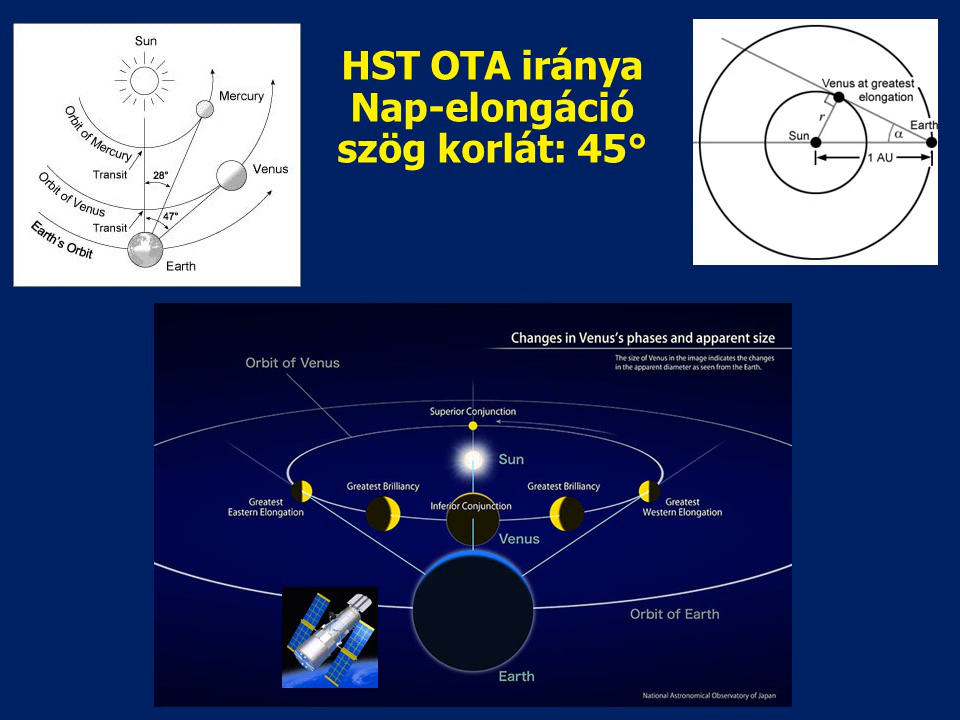 HST OTA iránya
Nap-elongáció
szög korlát: 45°
Sun
Mercury
Orbit of Mercury
Transit
28°
Venus
Orbit of Venus
47°
Transit
Earth's Orbit
Earth
Venus at greatest
elongation
r
Sun
α
Earth
1 AU
Changes in Venus's phases and apparent size
The size of Venus in the image indicates the changes
in the apparent diameter as seen from the Earth.
Orbit of Venus
Superior Conjunction
Sun
Greatest Brilliancy
Greatest Brilliancy
Greatest
Eastern Elongation
Inferior Conjunction
Greatest
Western Elongation
Venus
Orbit of Earth
Earth
National Astronomical Observatory of Japan